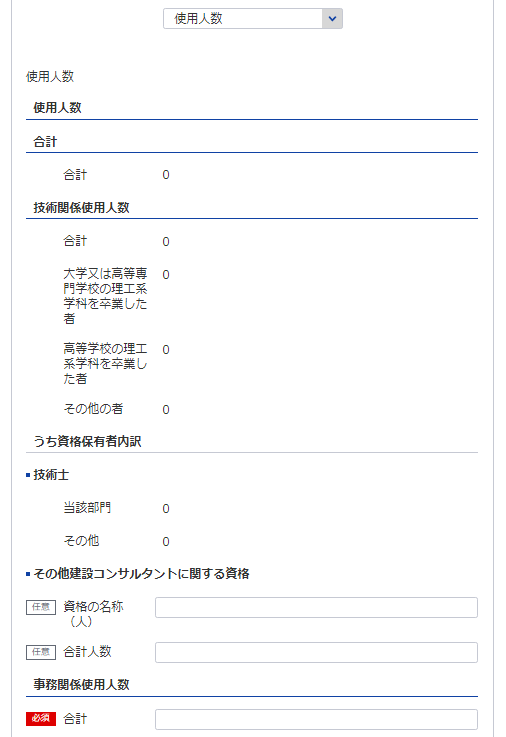 使用人数
使用人数
使用人数
合計
合計 0
技術関係使用人数
合計 0
大学又は高等専 0
門学校の理工系
学科を卒業した
者
高等学校の理工 0
系学科を卒業し
た者
その他の者 0
うち資格保有者内訳
技術士
当該部門 0
その他 0
その他建設コンサルタントに関する資格
任意 資格の名称
（人）
任意 合計人数
事務関係使用人数
必須 合計